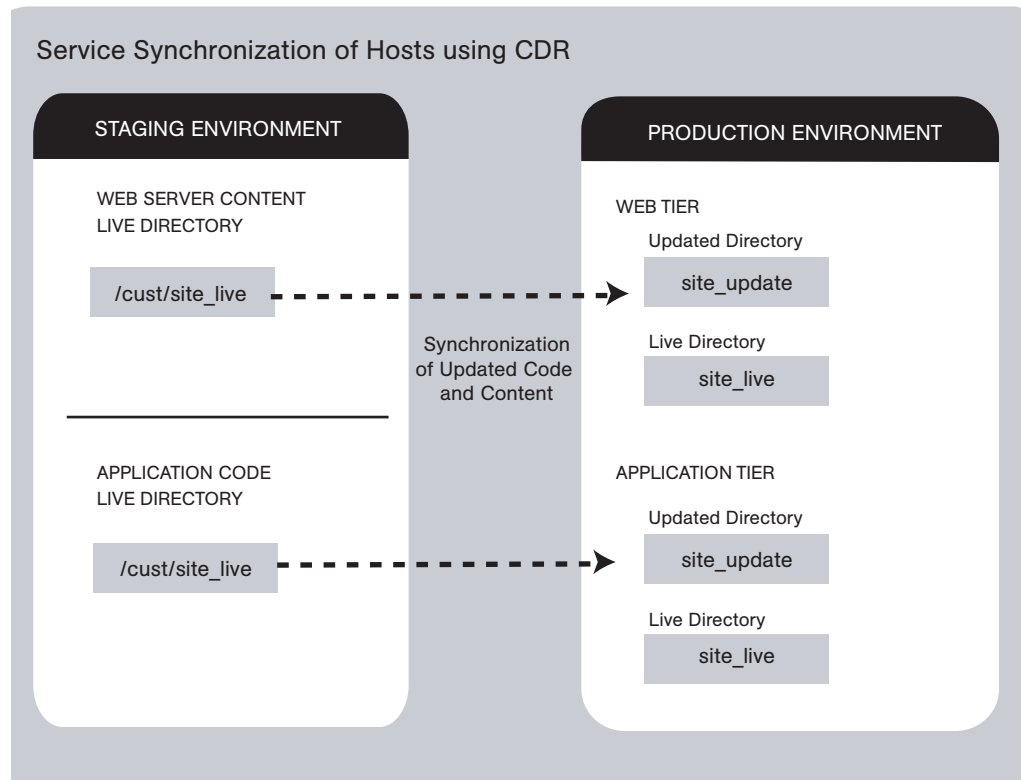 Service Synchronization of Hosts using CDR
STAGING ENVIRONMENT
WEB SERVER CONTENT
LIVE DIRECTORY
/cust/site_live
APPLICATION CODE
LIVE DIRECTORY
/cust/site_live
Synchronization
of Updated Code
and Content
PRODUCTION ENVIRONMENT
WEB TIER
Updated Directory
site_update
Live Directory
site_live
APPLICATION TIER
Updated Directory
site_update
Live Directory
site_live